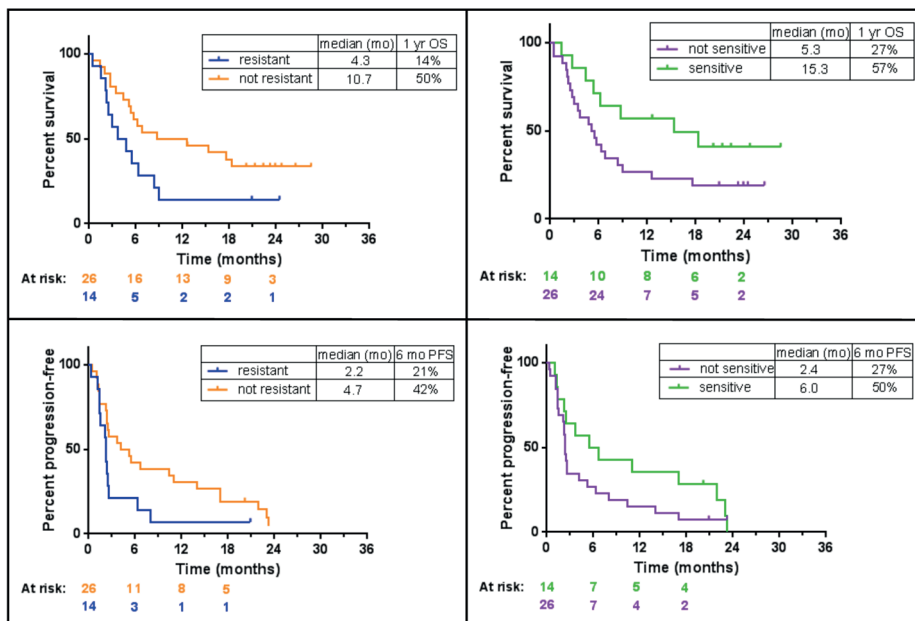 median (mo) 1 yr OS
resistant 4.3 14%
not resistant 10.7 50%
Percent survival
100
50
0
0 6 12 18 24 30 36
Time (months)
At risk: 26 16 13 9 3
14 5 2 2 1
median (mo) 1 yr OS
not sensitive 5.3 27%
sensitive 15.3 57%
Percent survival
100
50
0
0 6 12 18 24 30 36
Time (months)
At risk: 14 10 8 6 2
26 24 7 5 2
median (mo) 6 mo PFS
resistant 2.2 21%
not resistant 4.7 42%
Percent progression-free
100
50
0
0 6 12 18 24 30 36
Time (months)
At risk: 26 11 8 5
14 3 1 1
median (mo) 6 mo PFS
not sensitive 2.4 27%
sensitive 6.0 50%
Percent progression-free
100
50
0
0 6 12 18 24 30 36
Time (months)
At risk: 14 7 5 4
26 7 4 2